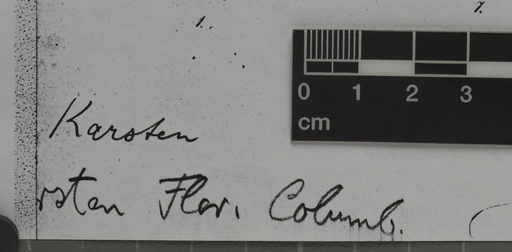 0 1 2 3
cm
Karsten
rsten Flor. Columb.